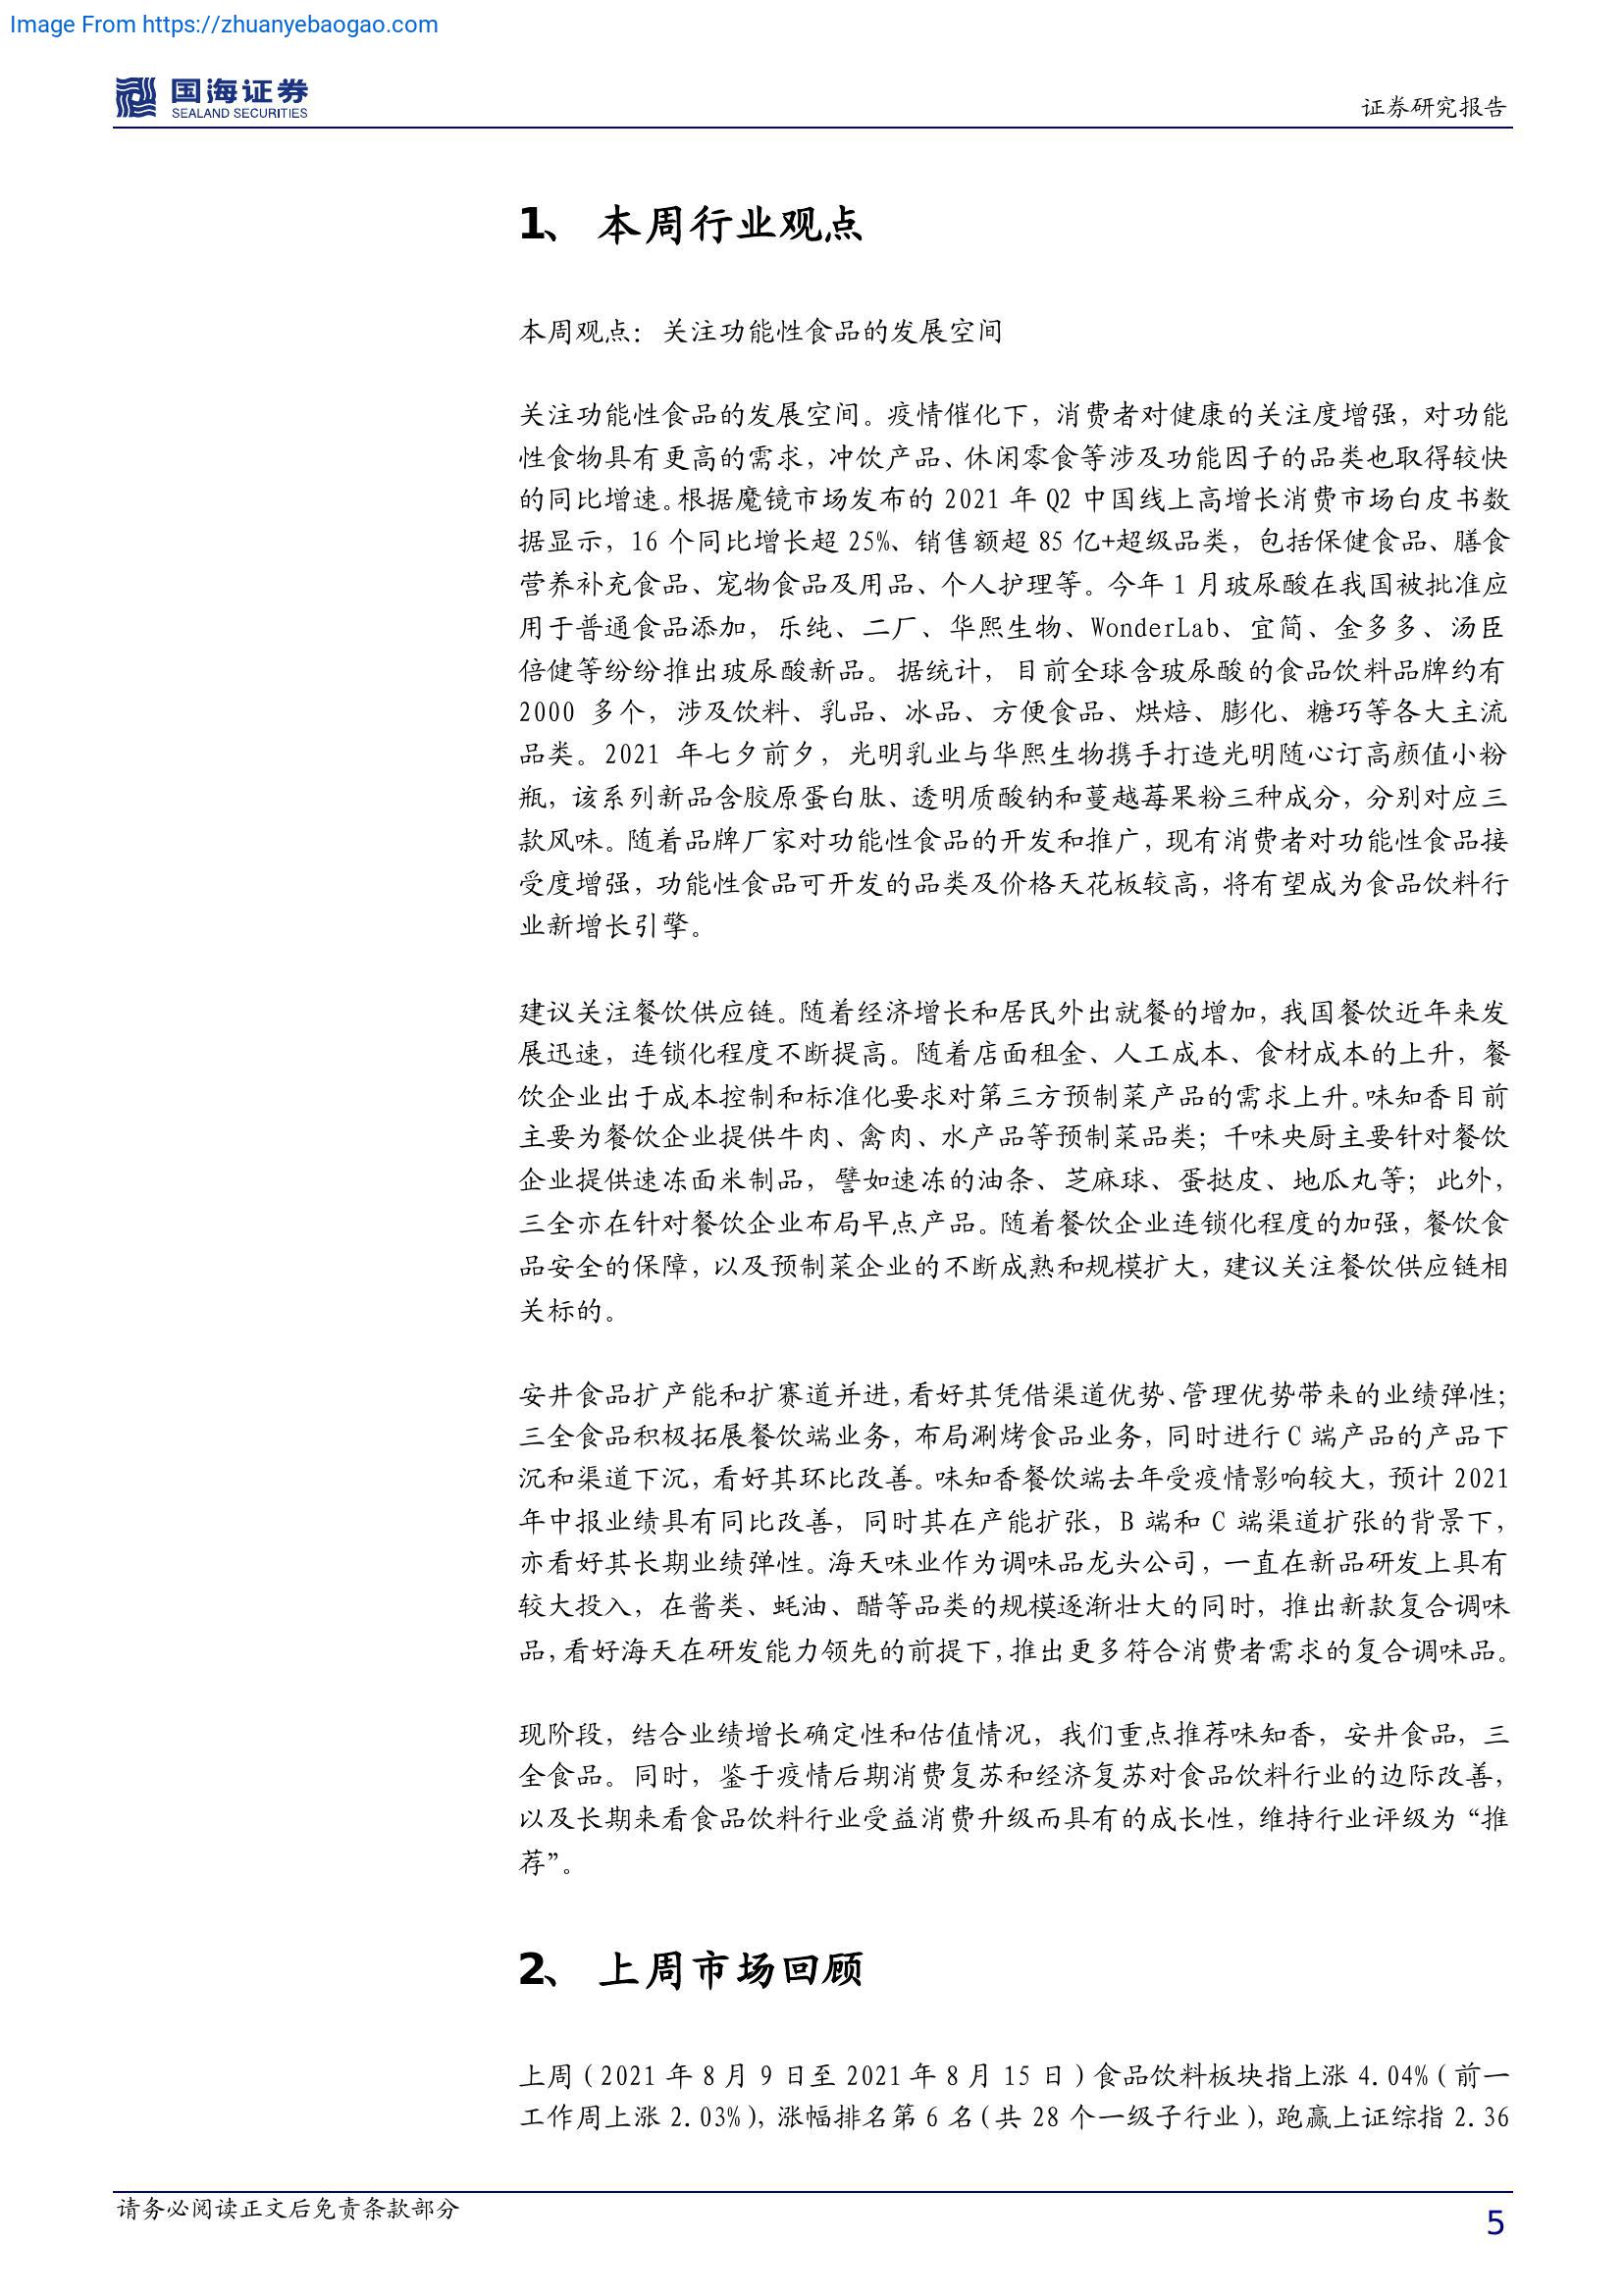 Image From https://zhuanyebaogao.com
国海证券
SEALAND SECURITIES
证券研究报告
1、 本周行业观点
本周观点：关注功能性食品的发展空间
关注功能性食品的发展空间。疫情催化下，消费者对健康的关注度增强，对功能
性食物具有更高的需求，冲饮产品、休闲零食等涉及功能因子的品类也取得较快
的同比增速。根据魔镜市场发布的 2021 年 Q2 中国线上高增长消费市场白皮书数
据显示，16 个同比增长超 25%、销售额超 85 亿+超级品类，包括保健食品、膳食
营养补充食品、宠物食品及用品、个人护理等。今年 1 月玻尿酸在我国被批准应
用于普通食品添加，乐纯、二厂、华熙生物、WonderLab、宜简、金多多、汤臣
倍健等纷纷推出玻尿酸新品。据统计，目前全球含玻尿酸的食品饮料品牌约有
2000 多个，涉及饮料、乳品、冰品、方便食品、烘焙、膨化、糖巧等各大主流
品类。2021 年七夕前夕，光明乳业与华熙生物携手打造光明随心订高颜值小粉
瓶，该系列新品含胶原蛋白肽、透明质酸钠和蔓越莓果粉三种成分，分别对应三
款风味。随着品牌厂家对功能性食品的开发和推广，现有消费者对功能性食品接
受度增强，功能性食品可开发的品类及价格天花板较高，将有望成为食品饮料行
业新增长引擎。
建议关注餐饮供应链。随着经济增长和居民外出就餐的增加，我国餐饮近年来发
展迅速，连锁化程度不断提高。随着店面租金、人工成本、食材成本的上升，餐
饮企业出于成本控制和标准化要求对第三方预制菜产品的需求上升。味知香目前
主要为餐饮企业提供牛肉、禽肉、水产品等预制菜品类；千味央厨主要针对餐饮
企业提供速冻面米制品，譬如速冻的油条、芝麻球、蛋挞皮、地瓜丸等；此外，
三全亦在针对餐饮企业布局早点产品。随着餐饮企业连锁化程度的加强，餐饮食
品安全的保障，以及预制菜企业的不断成熟和规模扩大，建议关注餐饮供应链相
关标的。
安井食品扩产能和扩赛道并进，看好其凭借渠道优势、管理优势带来的业绩弹性；
三全食品积极拓展餐饮端业务，布局涮烤食品业务，同时进行 C 端产品的产品下
沉和渠道下沉，看好其环比改善。味知香餐饮端去年受疫情影响较大，预计 2021
年中报业绩具有同比改善，同时其在产能扩张，B 端和 C 端渠道扩张的背景下，
亦看好其长期业绩弹性。海天味业作为调味品龙头公司，一直在新品研发上具有
较大投入，在酱类、蚝油、醋等品类的规模逐渐壮大的同时，推出新款复合调味
品，看好海天在研发能力领先的前提下，推出更多符合消费者需求的复合调味品。
现阶段，结合业绩增长确定性和估值情况，我们重点推荐味知香，安井食品，三
全食品。同时，鉴于疫情后期消费复苏和经济复苏对食品饮料行业的边际改善，
以及长期来看食品饮料行业受益消费升级而具有的成长性，维持行业评级为“推
荐”。
2、 上周市场回顾
上周（2021 年 8 月 9 日至 2021 年 8 月 15 日）食品饮料板块指上涨 4.04%（前一
工作周上涨 2.03%），涨幅排名第 6 名（共 28 个一级子行业），跑赢上证综指 2.36
请务必阅读正文后免责条款部分
5